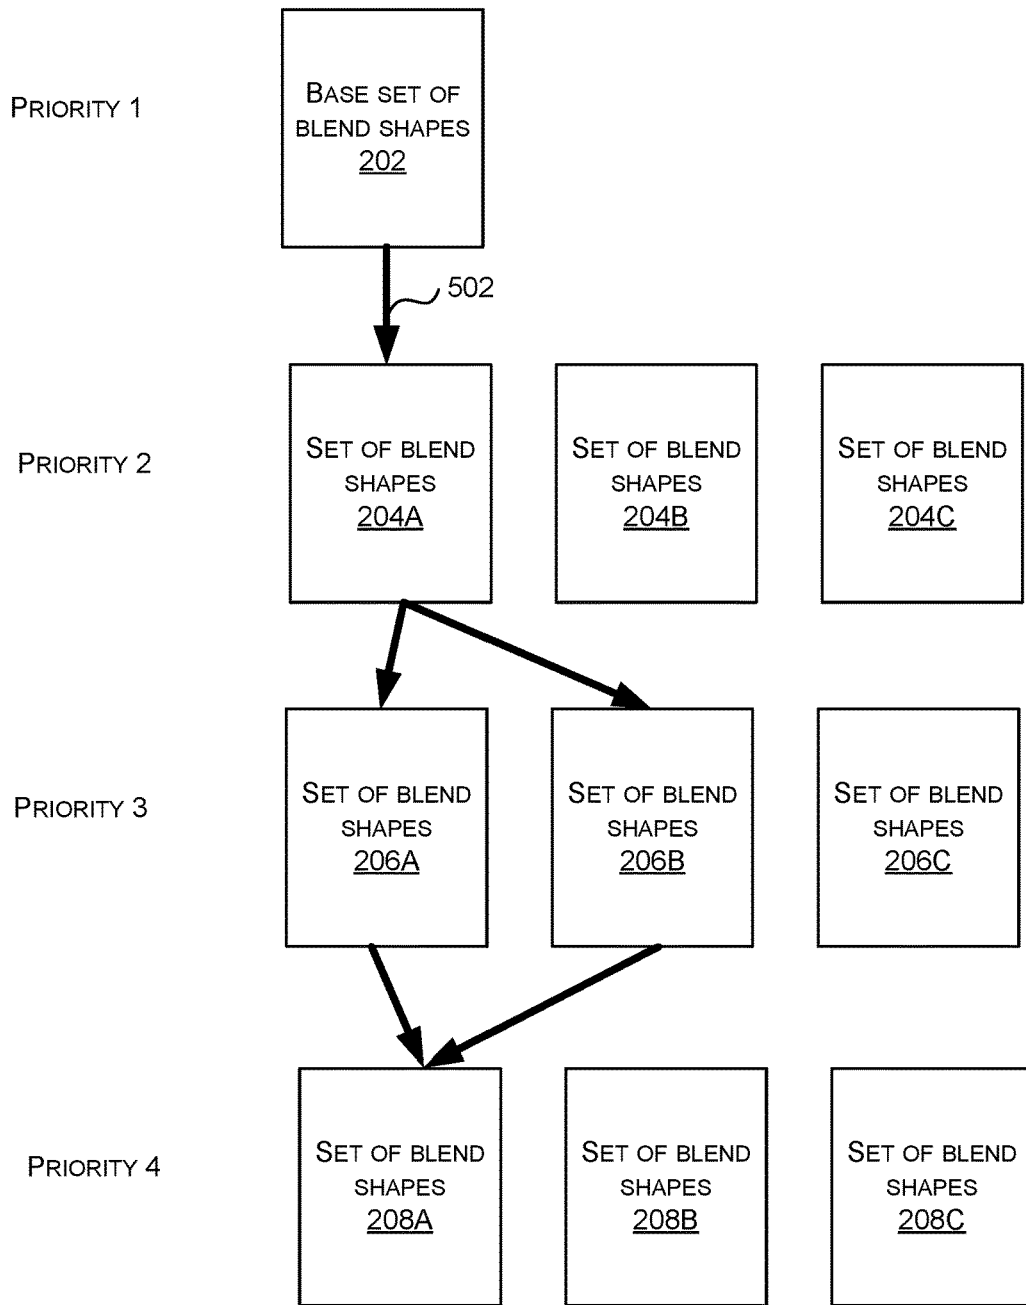 PRIORITY 1
BASE SET OF
BLEND SHAPES
202
502
PRIORITY 2
SET OF BLEND
SHAPES
204A
SET OF BLEND
SHAPES
204B
SET OF BLEND
SHAPES
204C
PRIORITY 3
SET OF BLEND
SHAPES
206A
SET OF BLEND
SHAPES
206B
SET OF BLEND
SHAPES
206C
PRIORITY 4
SET OF BLEND
SHAPES
208A
SET OF BLEND
SHAPES
208B
SET OF BLEND
SHAPES
208C